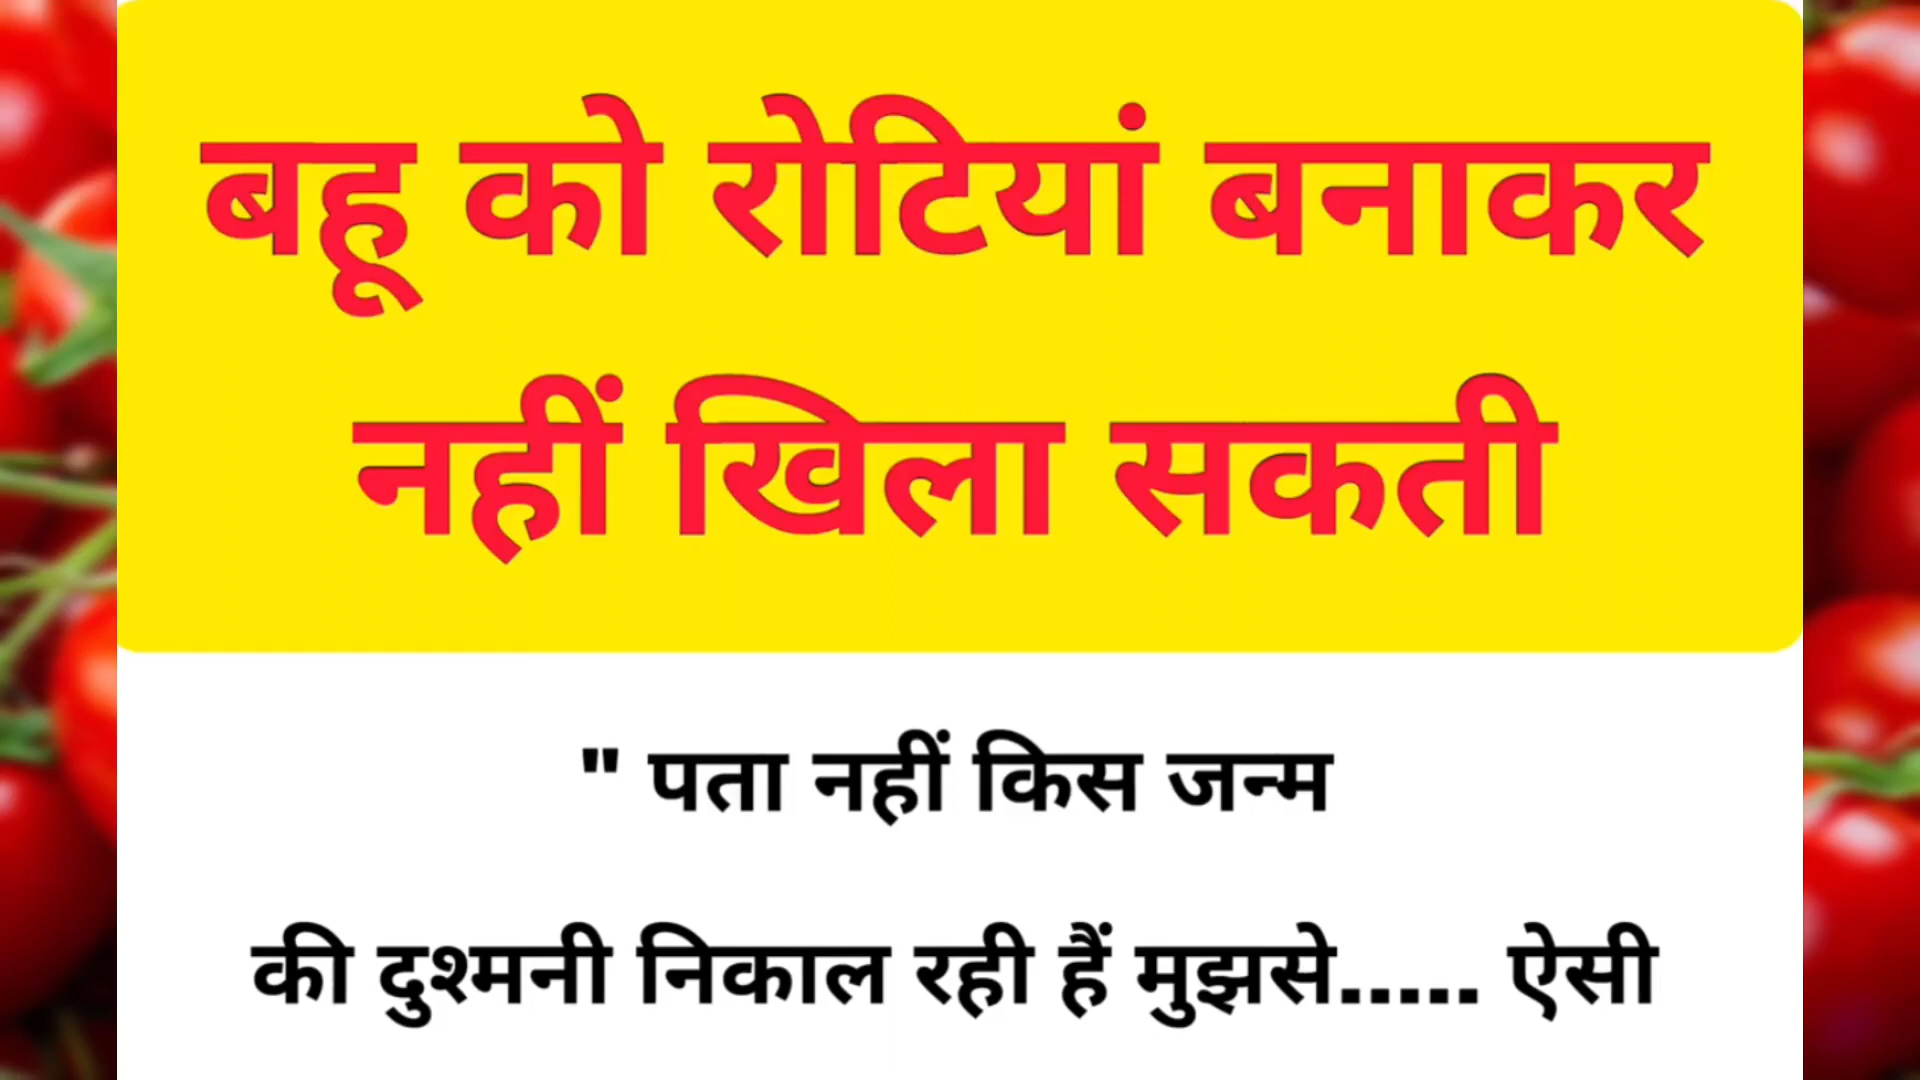 बहू को रोटियां बनाकर
नहीं खिला सकती
" पता नहीं किस जन्म
की दुश्मनी निकाल रही हैं मुझसे..... ऐसी